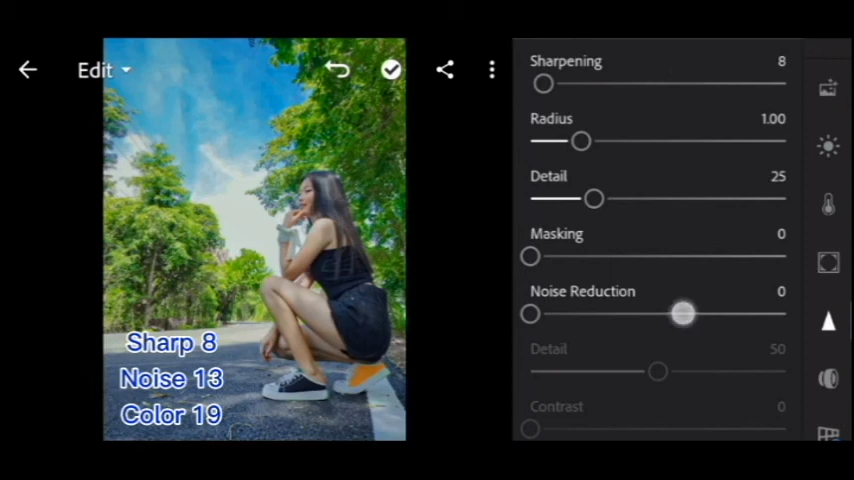 Edit
Sharp 8
Noise 13
Color 19
Sharpening 8
Radius 1.00
Detail 25
Masking 0
Noise Reduction 0
Detail 50
Contrast 0